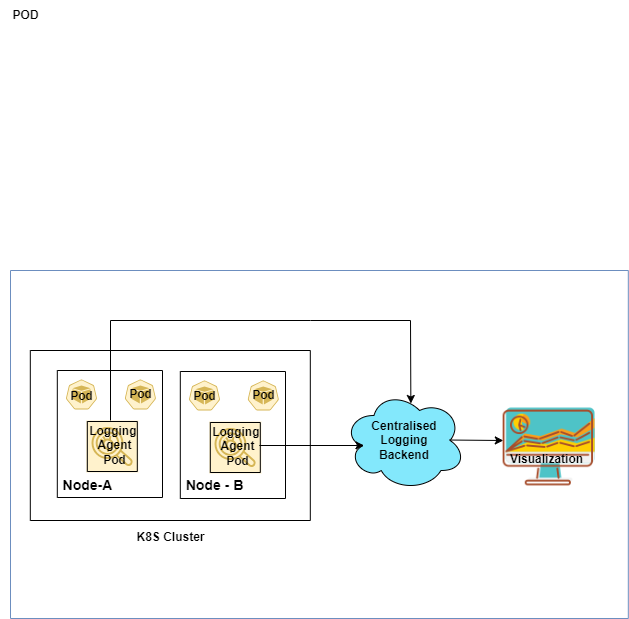 POD
Pod
Pod
Logging
Agent
Pod
Node-A
Pod
Pod
Logging
Agent
Pod
Node - B
K8S Cluster
Centralised
Logging
Backend
Visualization